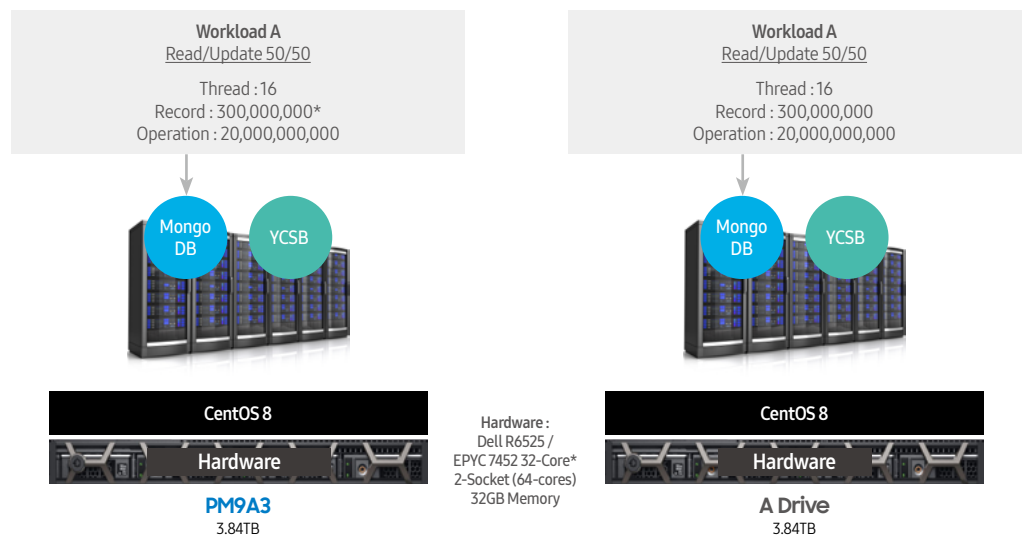 Workload A
Read/Update 50/50
Thread : 16
Record : 300,000,000*
Operation : 20,000,000,000
Mongo
DB
YCSB
CentOS 8
Hardware
PM9A3
3.84TB
Hardware :
Dell R6525 /
EPYC 7452 32-Core*
2-Socket (64-cores)
32GB Memory
Workload A
Read/Update 50/50
Thread : 16
Record : 300,000,000
Operation : 20,000,000,000
Mongo
DB
YCSB
CentOS 8
Hardware
A Drive
3.84TB